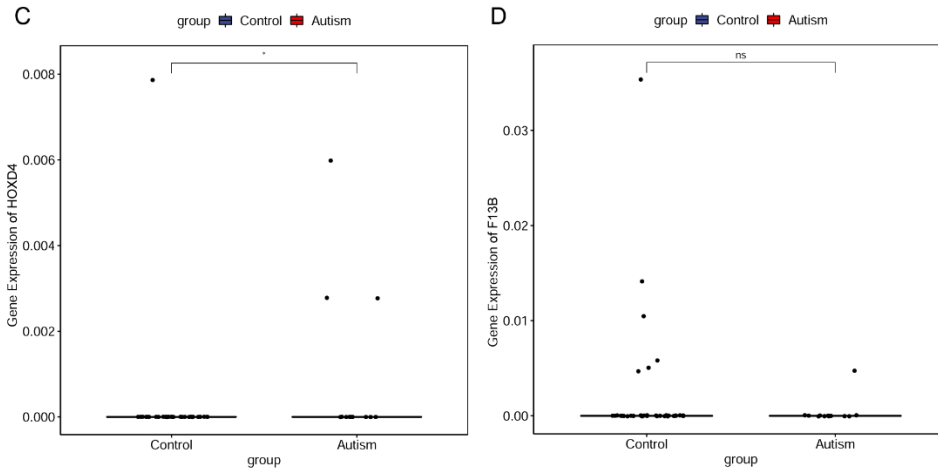 C
group Control Autism
*
Gene Expression of HOXD4
0.008
0.006
0.004
0.002
0.000
Control Autism
group
D
group Control Autism
ns
Gene Expression of F13B
0.03
0.02
0.01
0.00
Control Autism
group